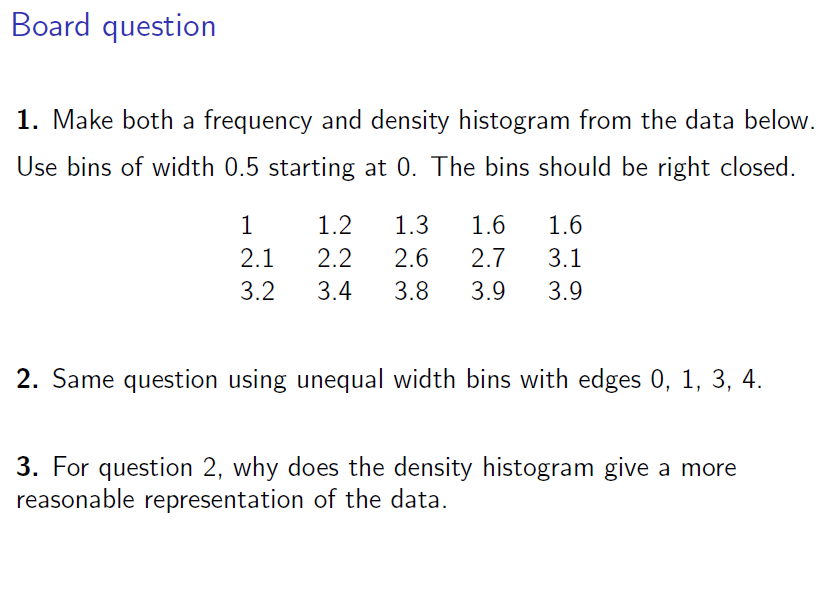 Board question
1. Make both a frequency and density histogram from the data below.
Use bins of width 0.5 starting at 0. The bins should be right closed.
1 1.2 1.3 1.6 1.6
2.1 2.2 2.6 2.7 3.1
3.2 3.4 3.8 3.9 3.9
2. Same question using unequal width bins with edges 0, 1, 3, 4.
3. For question 2, why does the density histogram give a more
reasonable representation of the data.